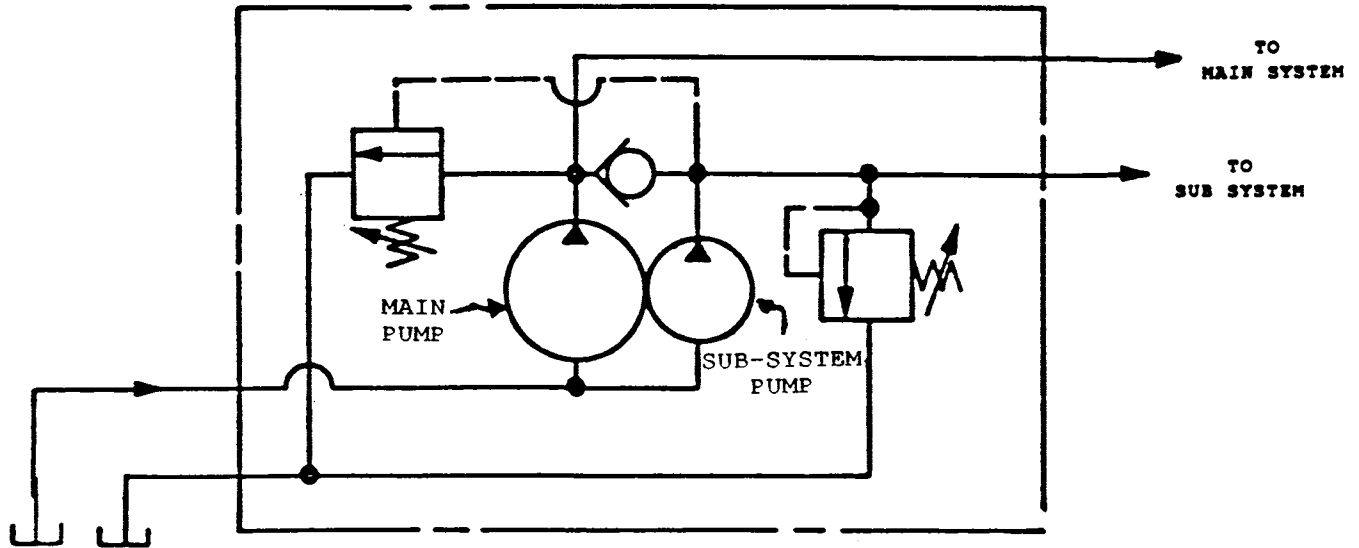 TO
MAIN SYSTEM
TO
SUB SYSTEM
MAIN
PUMP
SUB-SYSTEM
PUMP